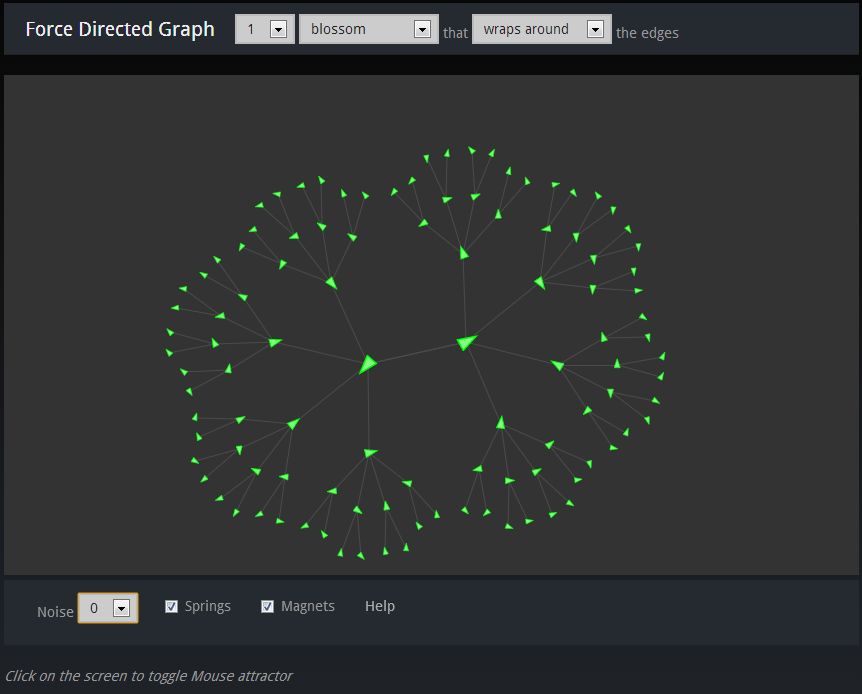 Force Directed Graph 1 blossom that wraps around the edges
Noise 0 Springs Magnets Help
Click on the screen to toggle Mouse attractor